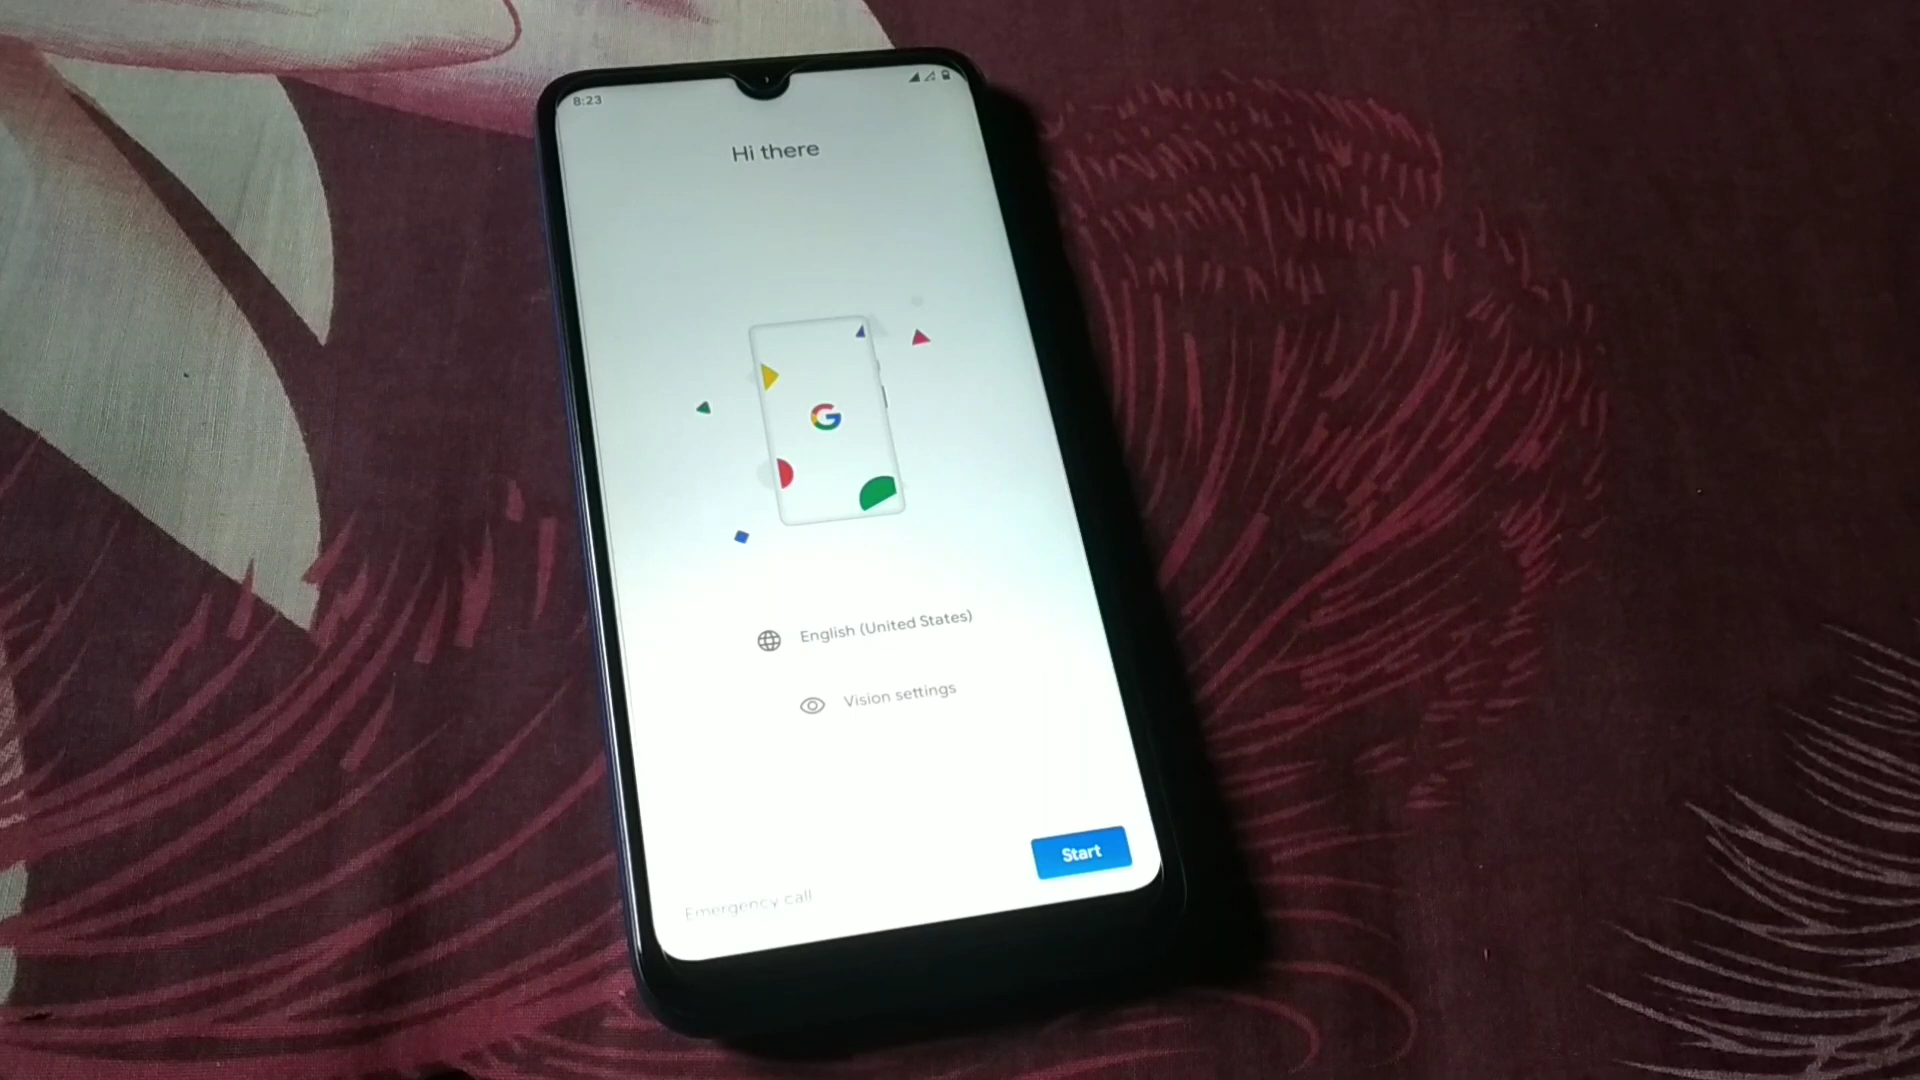 8:23
Hi there
G
English (United States)
Vision settings
Start
Emergency call